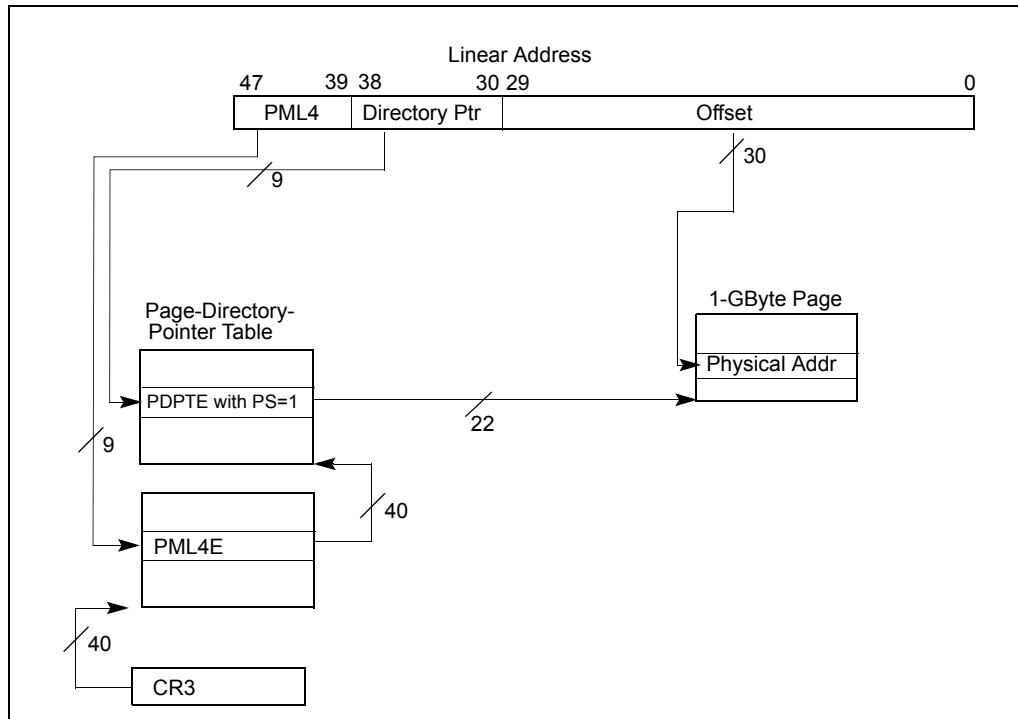 Linear Address
47 39 38 30 29 0
PML4 Directory Ptr Offset
9
30
Page-Directory-
Pointer Table
1-GByte Page
Physical Addr
PDPTE with PS=1
22
9
40
PML4E
40
CR3